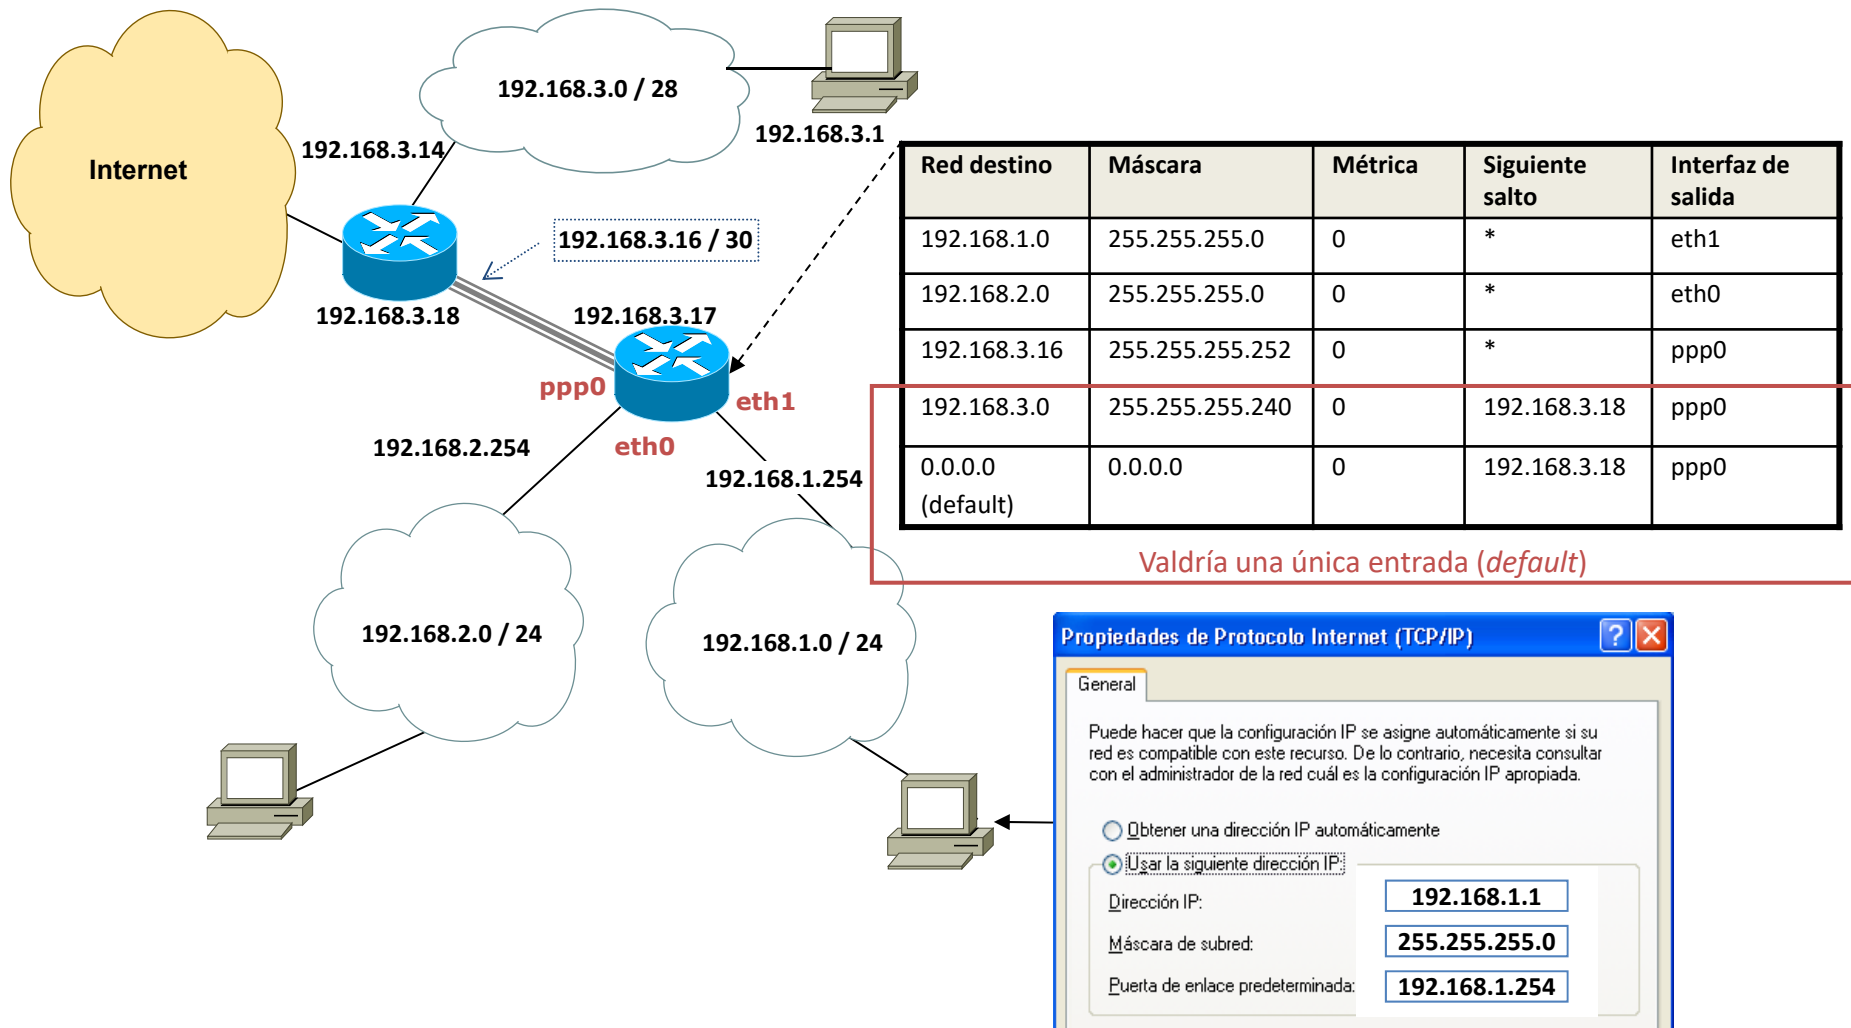 192.168.3.0 / 28
192.168.3.1
192.168.3.14
Internet
192.168.3.16 / 30
192.168.3.18
192.168.3.17
ppp0
eth1
eth0
192.168.2.254
192.168.1.254
192.168.2.0 / 24
192.168.1.0 / 24
Red destino Máscara Métrica Siguiente salto Interfaz de salida
192.168.1.0 255.255.255.0 0 * eth1
192.168.2.0 255.255.255.0 0 * eth0
192.168.3.16 255.255.255.252 0 * ppp0
192.168.3.0 255.255.255.240 0 192.168.3.18 ppp0
0.0.0.0 (default) 0.0.0.0 0 192.168.3.18 ppp0
Valdría una única entrada (default)
Propiedades de Protocolo Internet (TCP/IP)
General
Puede hacer que la configuración IP se asigne automáticamente si su
red es compatible con este recurso. De lo contrario, necesita consultar
con el administrador de la red cuál es la configuración IP apropiada.
Obtener una dirección IP automáticamente
Usar la siguiente dirección IP:
Dirección IP: 192.168.1.1
Máscara de subred: 255.255.255.0
Puerta de enlace predeterminada: 192.168.1.254